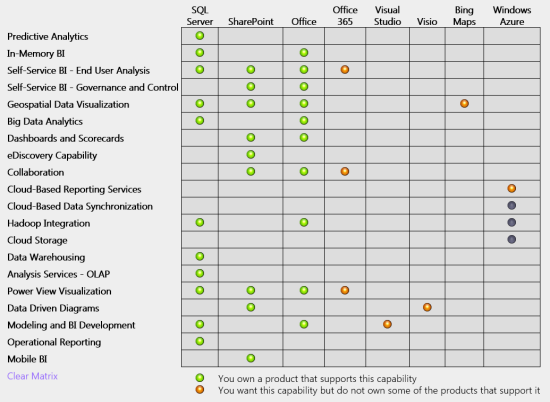 SQL Server SharePoint Office Office 365 Visual Studio Visio Bing Maps Windows Azure
Predictive Analytics
In-Memory BI
Self-Service BI - End User Analysis
Self-Service BI - Governance and Control
Geospatial Data Visualization
Big Data Analytics
Dashboards and Scorecards
eDiscovery Capability
Collaboration
Cloud-Based Reporting Services
Cloud-Based Data Synchronization
Hadoop Integration
Cloud Storage
Data Warehousing
Analysis Services - OLAP
Power View Visualization
Data Driven Diagrams
Modeling and BI Development
Operational Reporting
Mobile BI
Clear Matrix
You own a product that supports this capability
You want this capability but do not own some of the products that support it